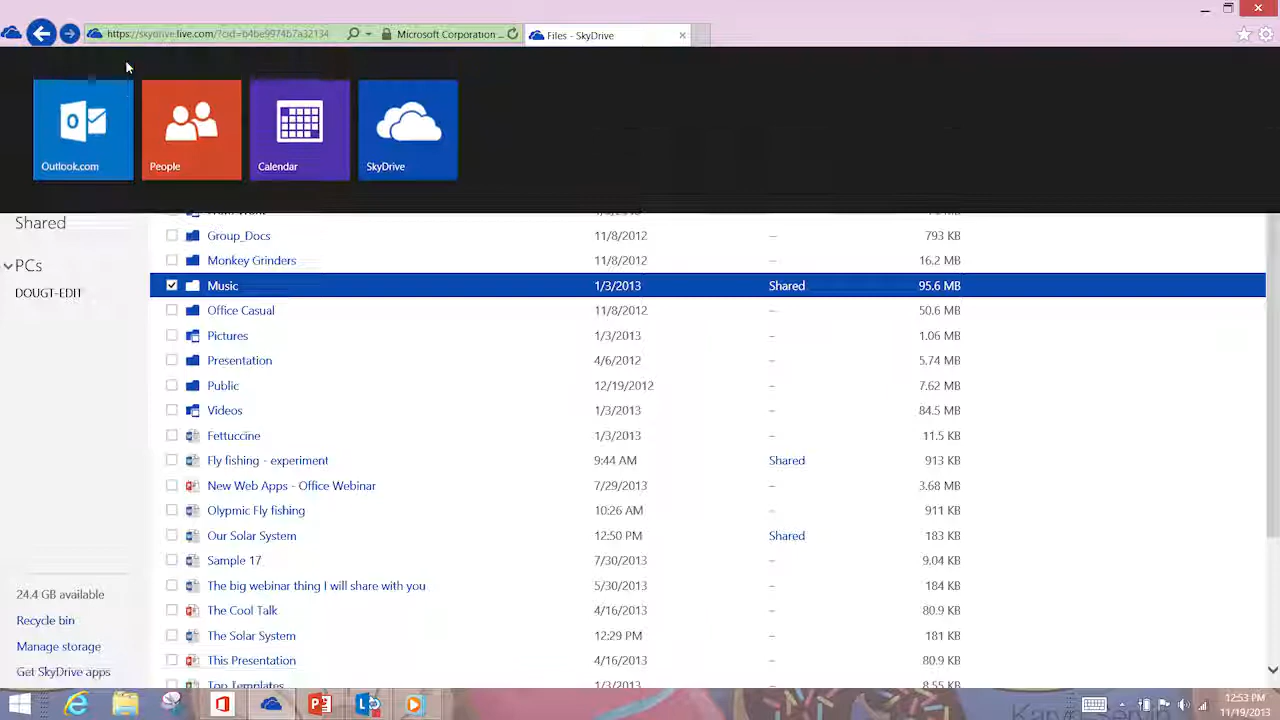 https://skydrive.live.com/?cid=b4be9974b7a32134
Microsoft Corporation ...
Files - SkyDrive
Outlook.com
People
Calendar
SkyDrive
Shared
Group_Docs 11/8/2012 – 793 KB
PCs
Monkey Grinders 11/8/2012 – 16.2 MB
DOUGT-EDIT
Music 1/3/2013 Shared 95.6 MB
Office Casual 11/8/2012 – 50.6 MB
Pictures 1/3/2013 – 1.06 MB
Presentation 4/6/2012 – 5.74 MB
Public 12/19/2012 – 7.62 MB
Videos 1/3/2013 – 84.5 MB
Fettuccine 1/3/2013 – 11.5 KB
Fly fishing - experiment 9:44 AM Shared 913 KB
New Web Apps - Office Webinar 7/29/2013 – 3.68 MB
Olypmic Fly fishing 10:26 AM – 911 KB
Our Solar System 12:50 PM Shared 183 KB
Sample 17 7/30/2013 – 9.04 KB
The big webinar thing I will share with you 5/30/2013 – 184 KB
24.4 GB available
The Cool Talk 4/16/2013 – 80.9 KB
Recycle bin
The Solar System 12:29 PM – 181 KB
Manage storage
This Presentation 4/16/2013 – 80.9 KB
Get SkyDrive apps
Top Templates 1/3/2013 – 8.55 KB
12:53 PM
11/19/2013